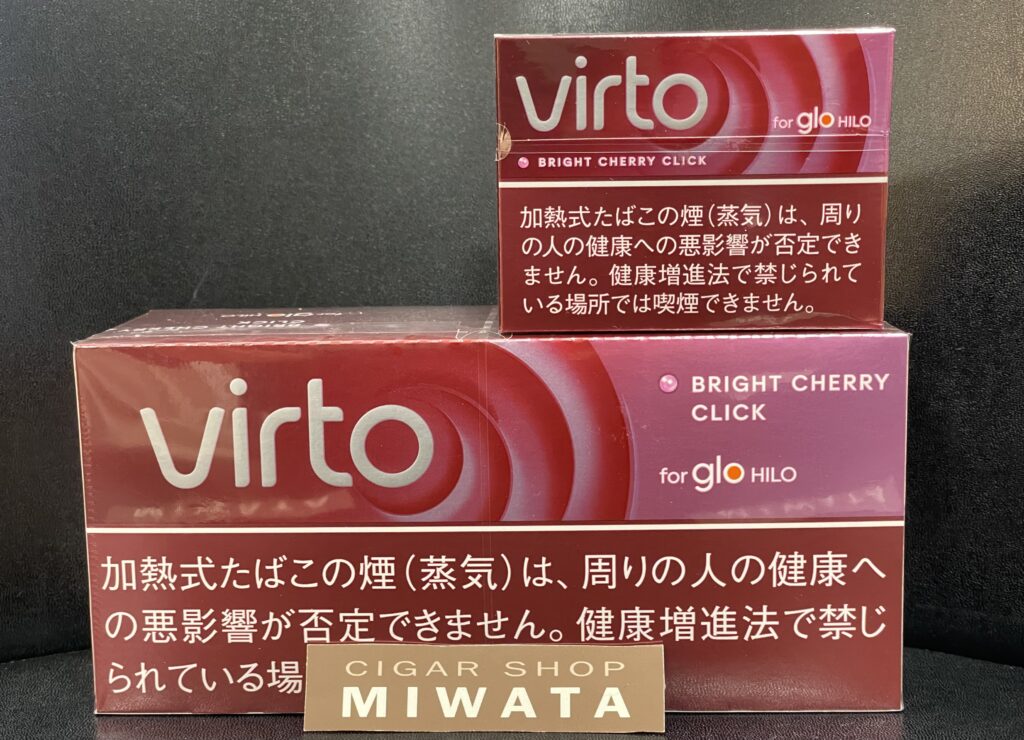 virto
for glo HILO
BRIGHT CHERRY CLICK
加熱式たばこの煙(蒸気)は、周り
の人の健康への悪影響が否定でき
ません。健康増進法で禁じられて
いる場所では喫煙できません。
virto
BRIGHT CHERRY
CLICK
for glo HILO
加熱式たばこの煙(蒸気)は、周りの人の健康へ
の悪影響が否定できません。健康増進法で禁じ
られている場
CIGAR SHOP
MIWATA